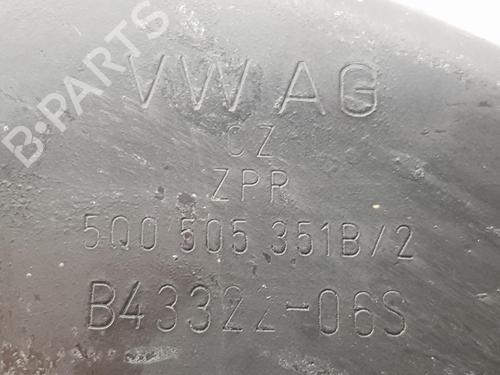 B-PARTS
VW AG
CZ
ZPR
5Q0 505 351B/2
B43322-06S